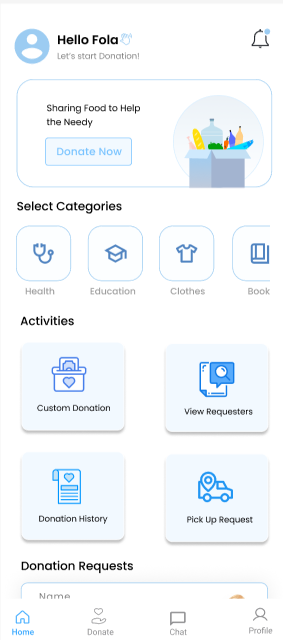 Hello Fola
Let's start Donation!
Sharing Food to Help
the Needy
Donate Now
Select Categories
Health
Education
Clothes
Book
Activities
Custom Donation
View Requesters
Donation History
Pick Up Request
Donation Requests
Name
Home
Donate
Chat
Profile